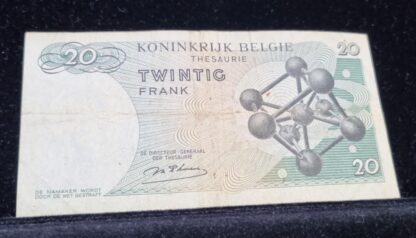 20 KONINKRIJK BELGIE 20
THESAURIE
TWINTIG
FRANK
DE DIRECTEUR-GENERAAL
DER THESAURIE
20
DE NAMAKER WORDT
DOOR DE WET GESTRAFT